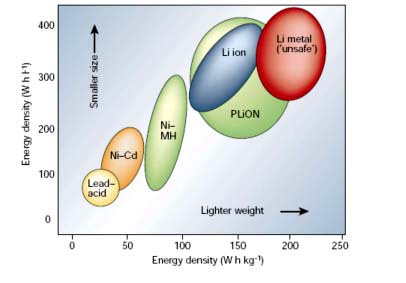 400
300
200
100
0
Energy density (W h l-1)
Smaller size
Li ion
Li metal
('unsafe')
PLiON
Ni–
MH
Ni–Cd
Lead–
acid
Lighter weight
0
50
100
150
200
250
Energy density (W h kg-1)